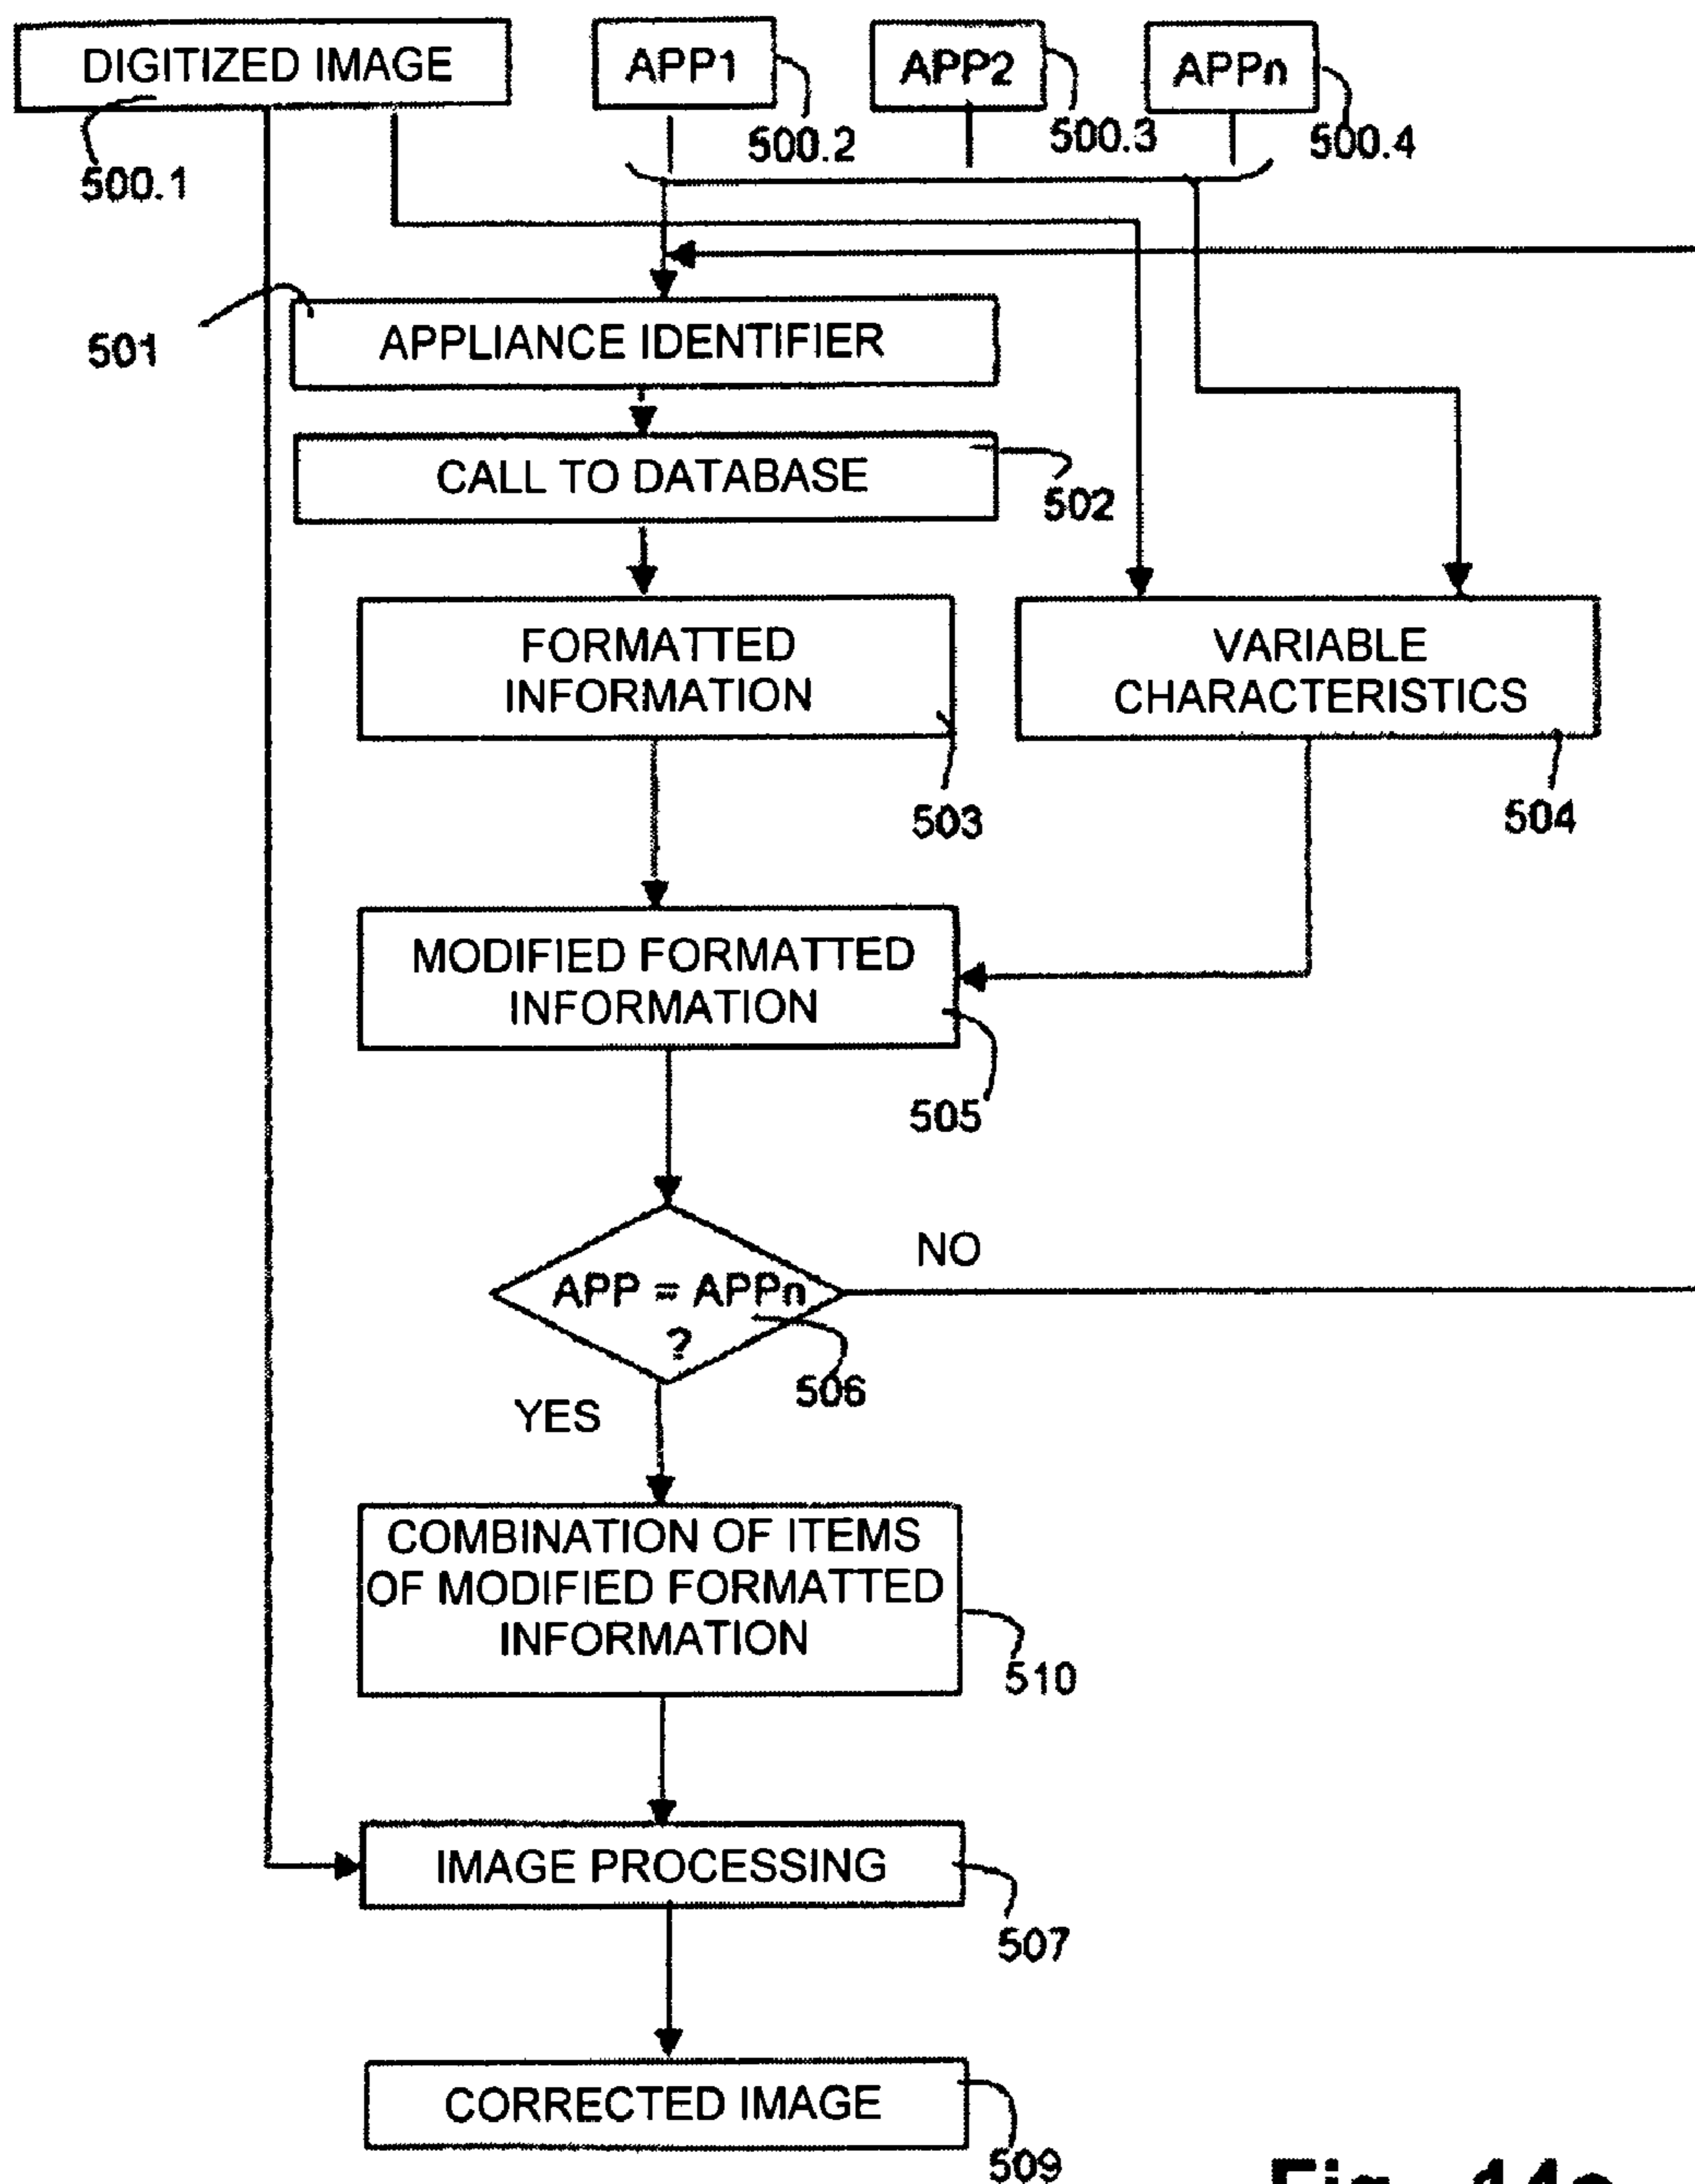 DIGITIZED IMAGE
APP1
APP2
APPn
500.1
500.2
500.3
500.4
501
APPLIANCE IDENTIFIER
CALL TO DATABASE
502
FORMATTED
INFORMATION
503
VARIABLE
CHARACTERISTICS
504
MODIFIED FORMATTED
INFORMATION
505
APP = APPn
?
506
NO
YES
COMBINATION OF ITEMS
OF MODIFIED FORMATTED
INFORMATION
510
IMAGE PROCESSING
507
CORRECTED IMAGE
509